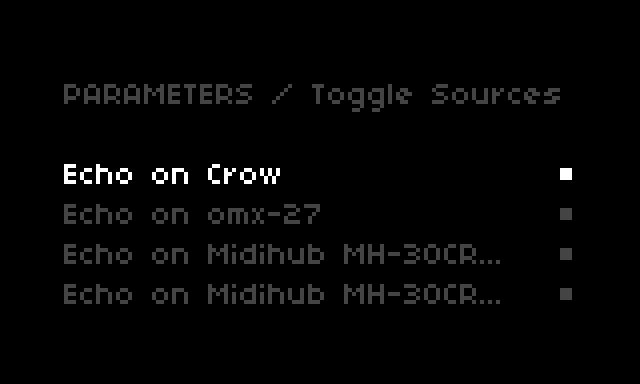 PARAMETERS / Toggle Sources
Echo on Crow
Echo on omx-27
Echo on Midihub MH-30CR...
Echo on Midihub MH-30CR...